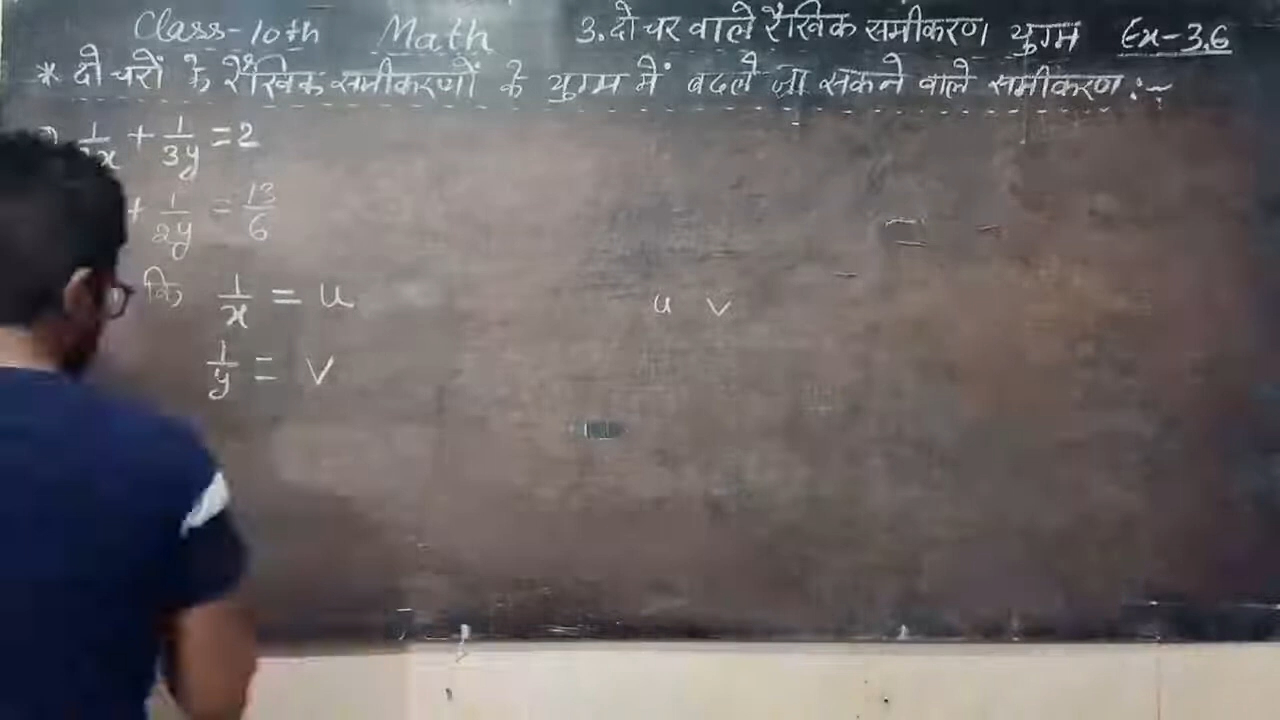 Class-10th Math 3. दो चर वाले रैखिक समीकरण युग्म Ex-3.6
* दो चरों के रैखिक समीकरणों के युग्म में बदले जा सकने वाले समीकरण :-
x + 1/3y = 2
+ 1/2y = 13/6
कि 1/x = u
u v
1/y = v